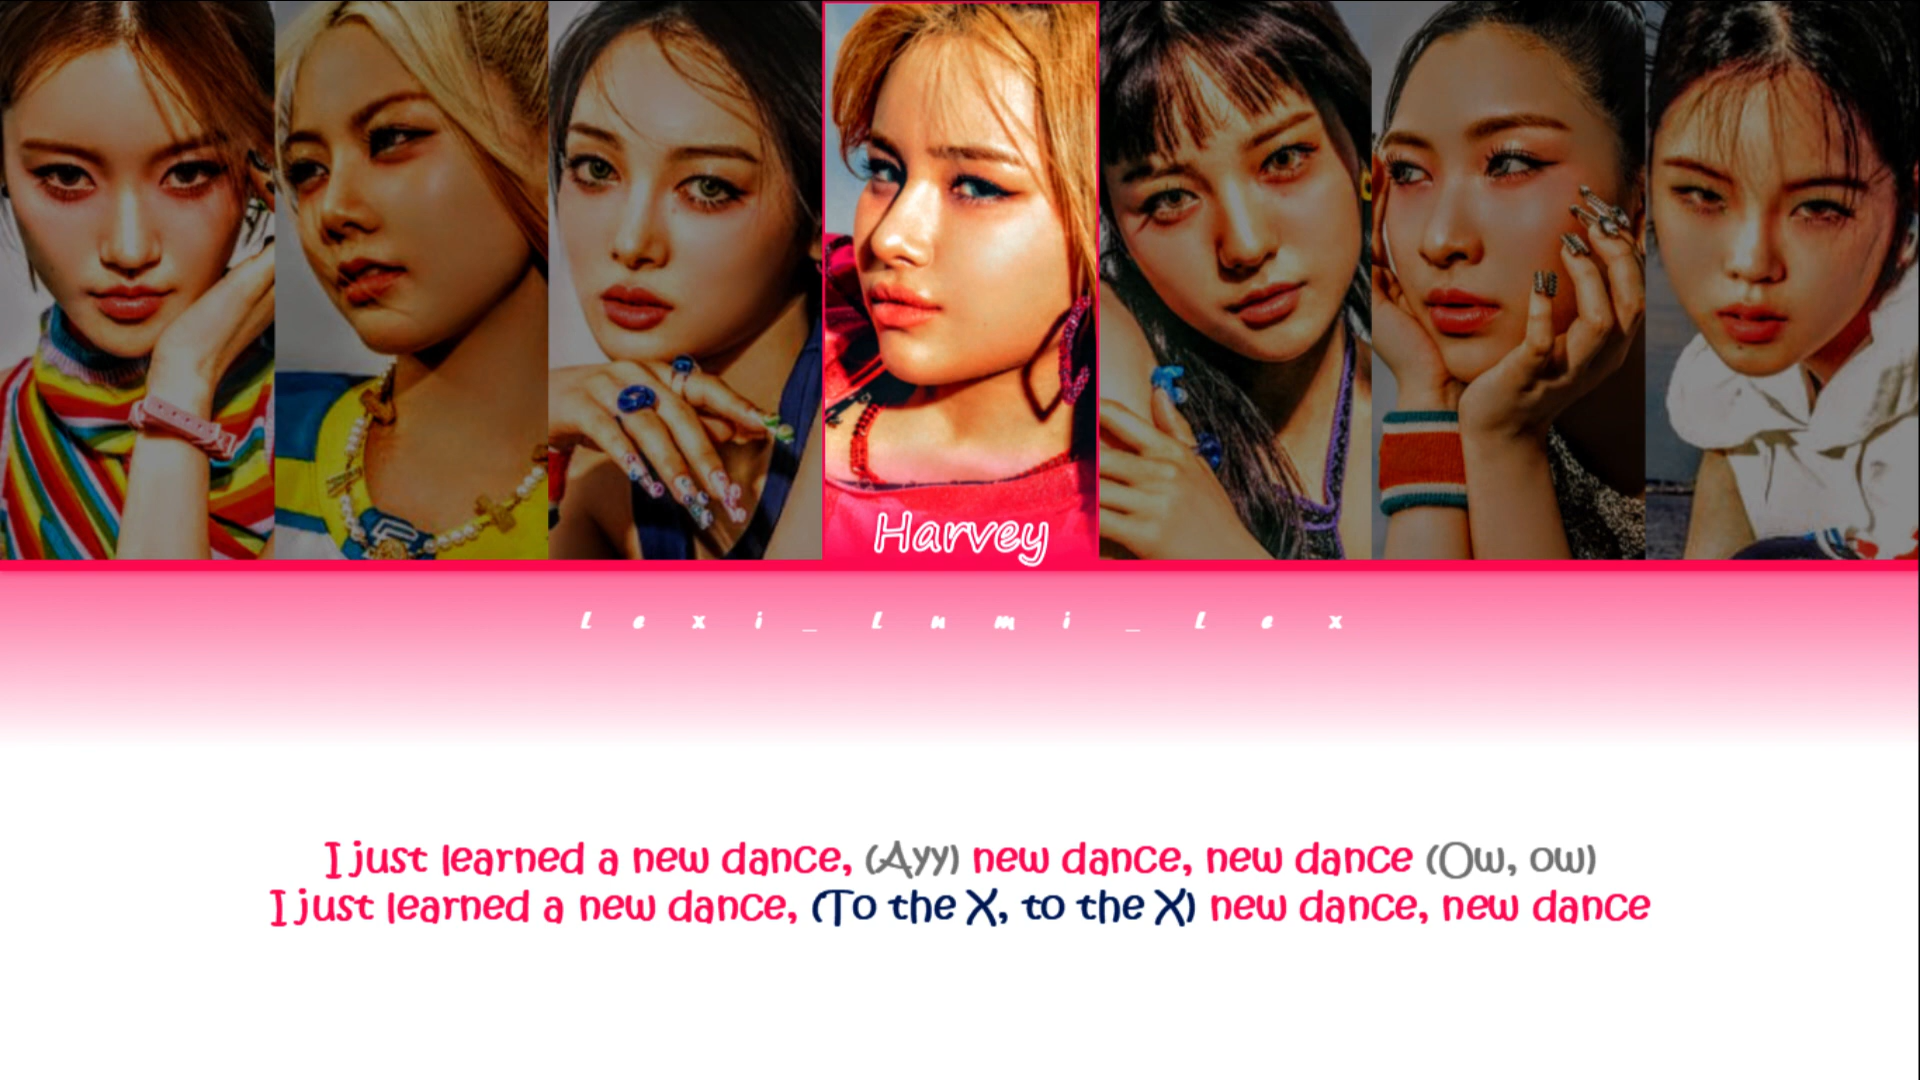 Harvey
Lexi_Lumi_Lex
I just learned a new dance, (Ayy) new dance, new dance (Ow, ow)
I just learned a new dance, (To the X, to the X) new dance, new dance